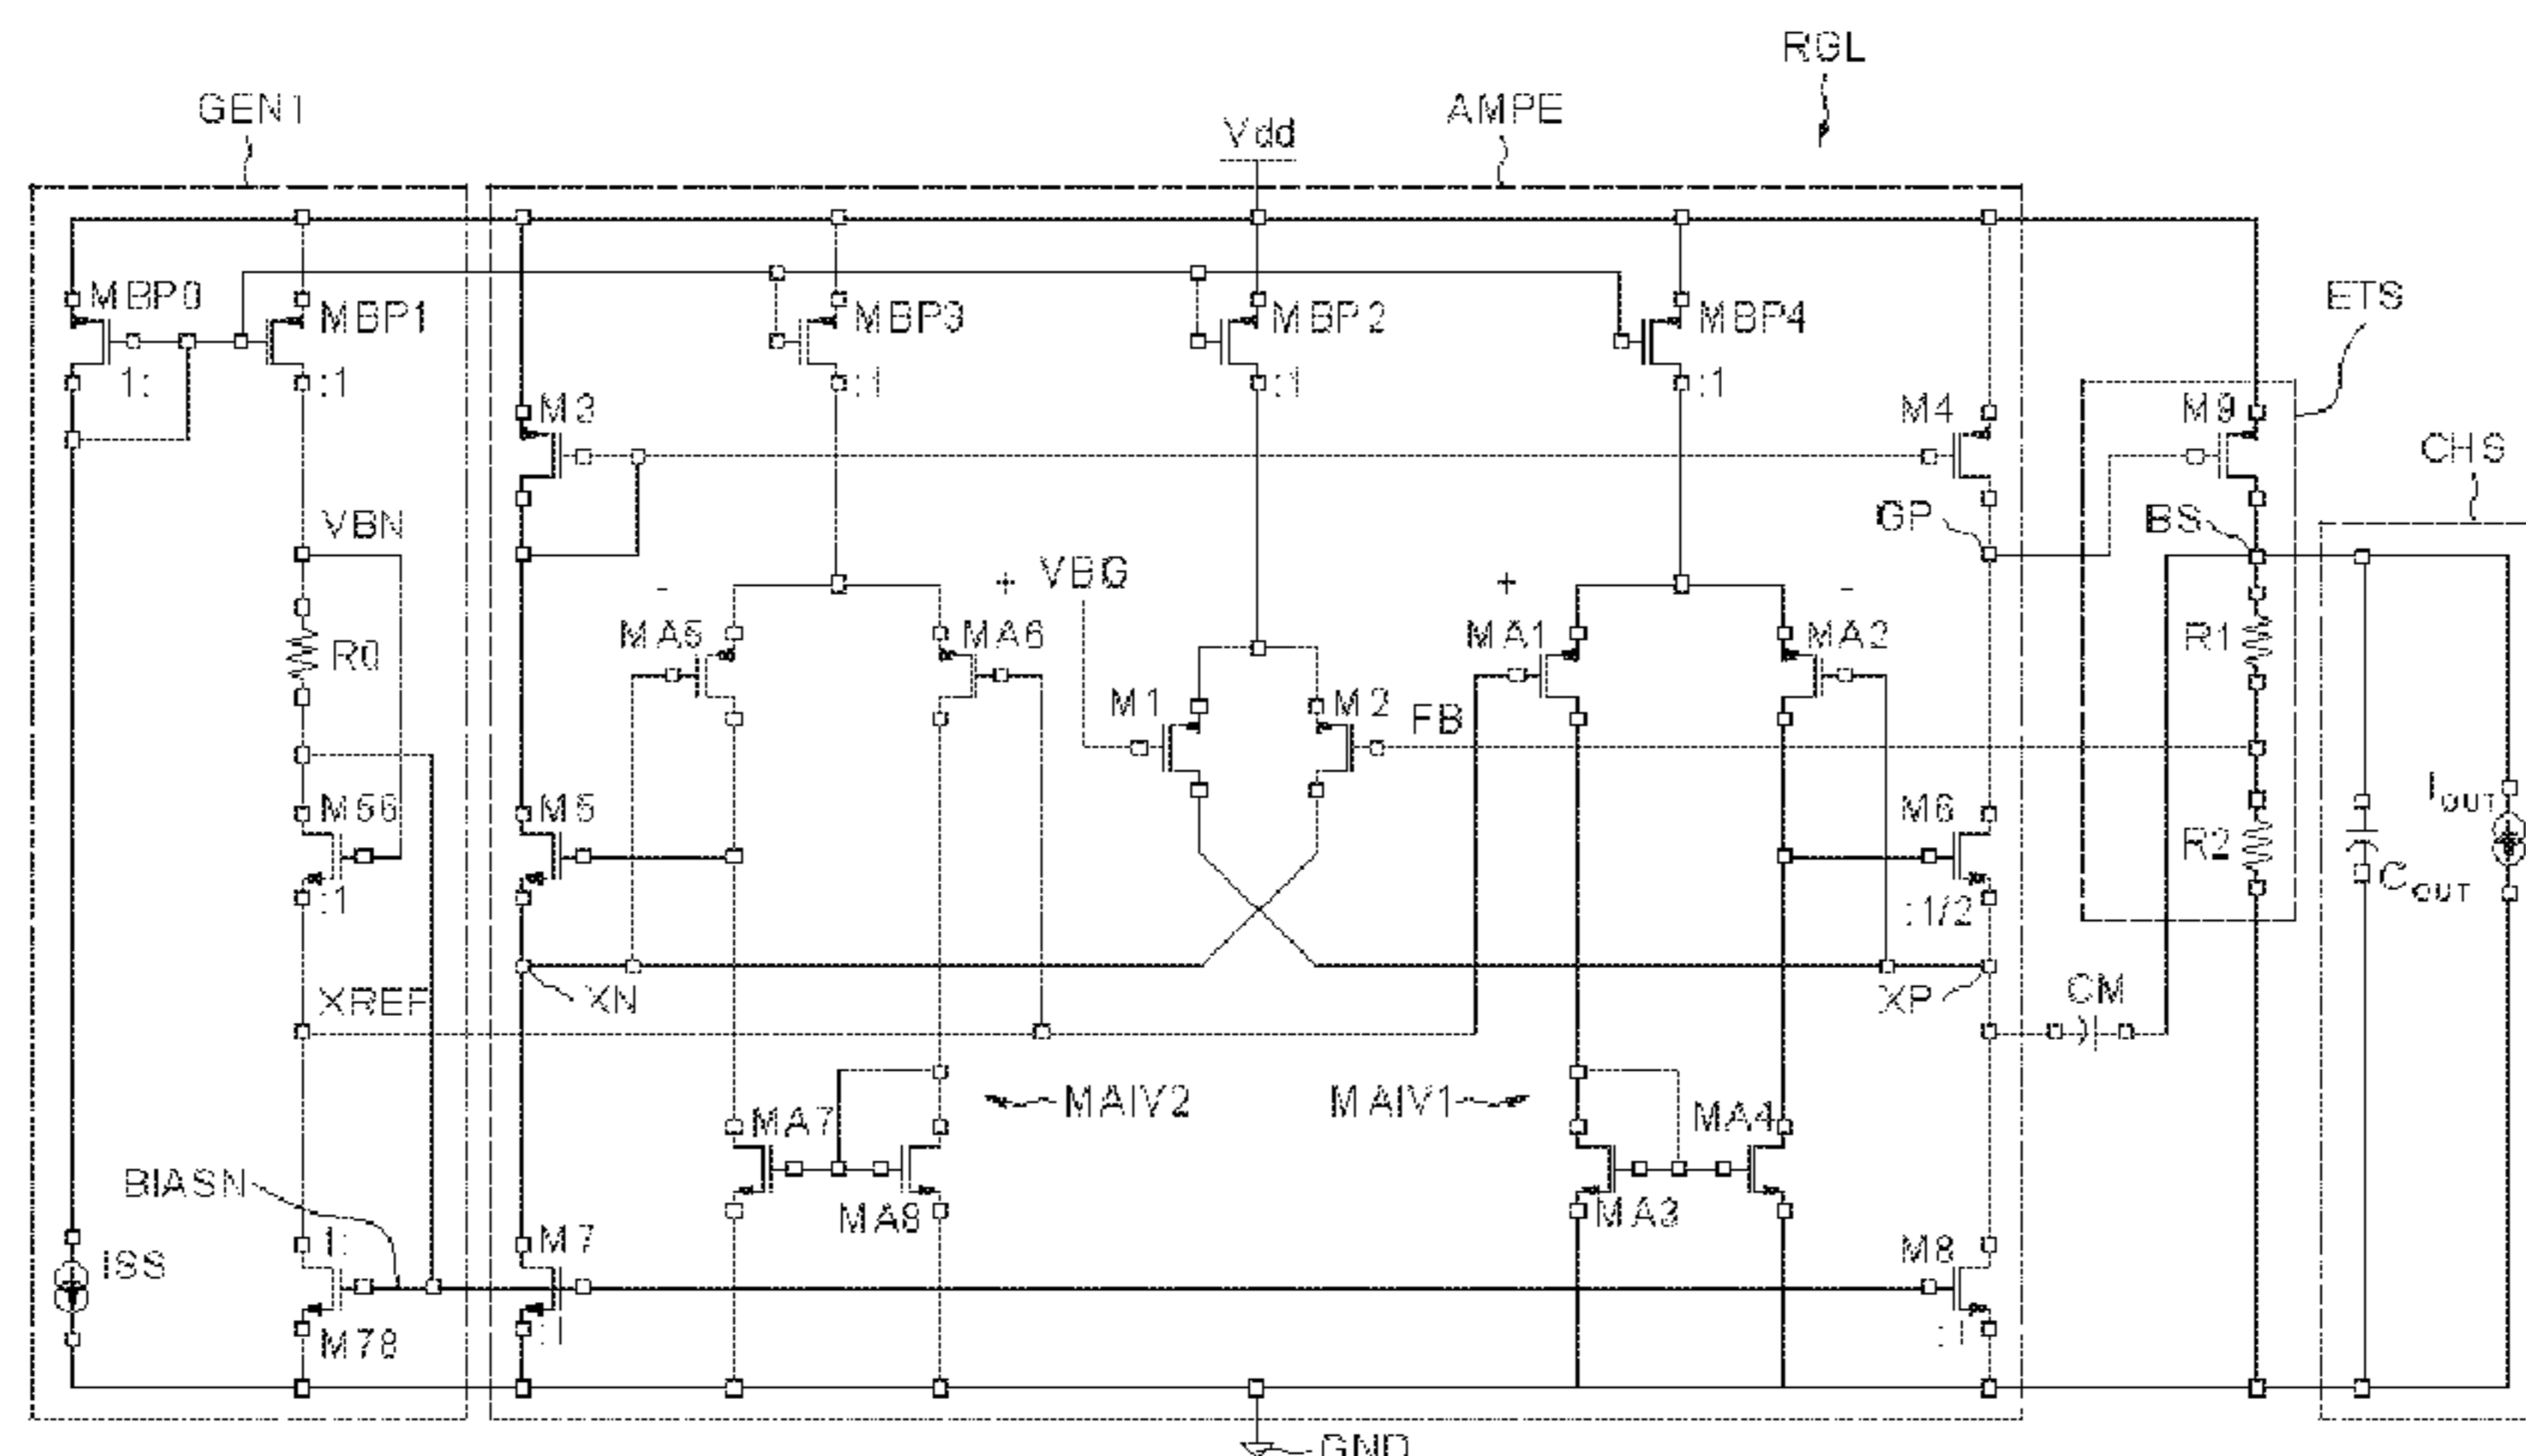 RGL
GEN1
AMPE
Vdd
MBP0
MBP1
MBP3
MBP2
MBP4
ETS
1:
:1
:1
:1
:1
M3
M4
M9
CHS
VBN
GP
BS
VBG
-
+
+
-
MA5
MA6
MA1
MA2
R0
R1
M1
M2
FB
M56
M5
M6
IOUT
R2
COUT
:1
:1/2
XREF
XN
XP
CM
MAIV2
MAIV1
MA7
MA4
BIASN
MA8
MA3
1:
M7
M8
ISS
M78
:1
:1
GND